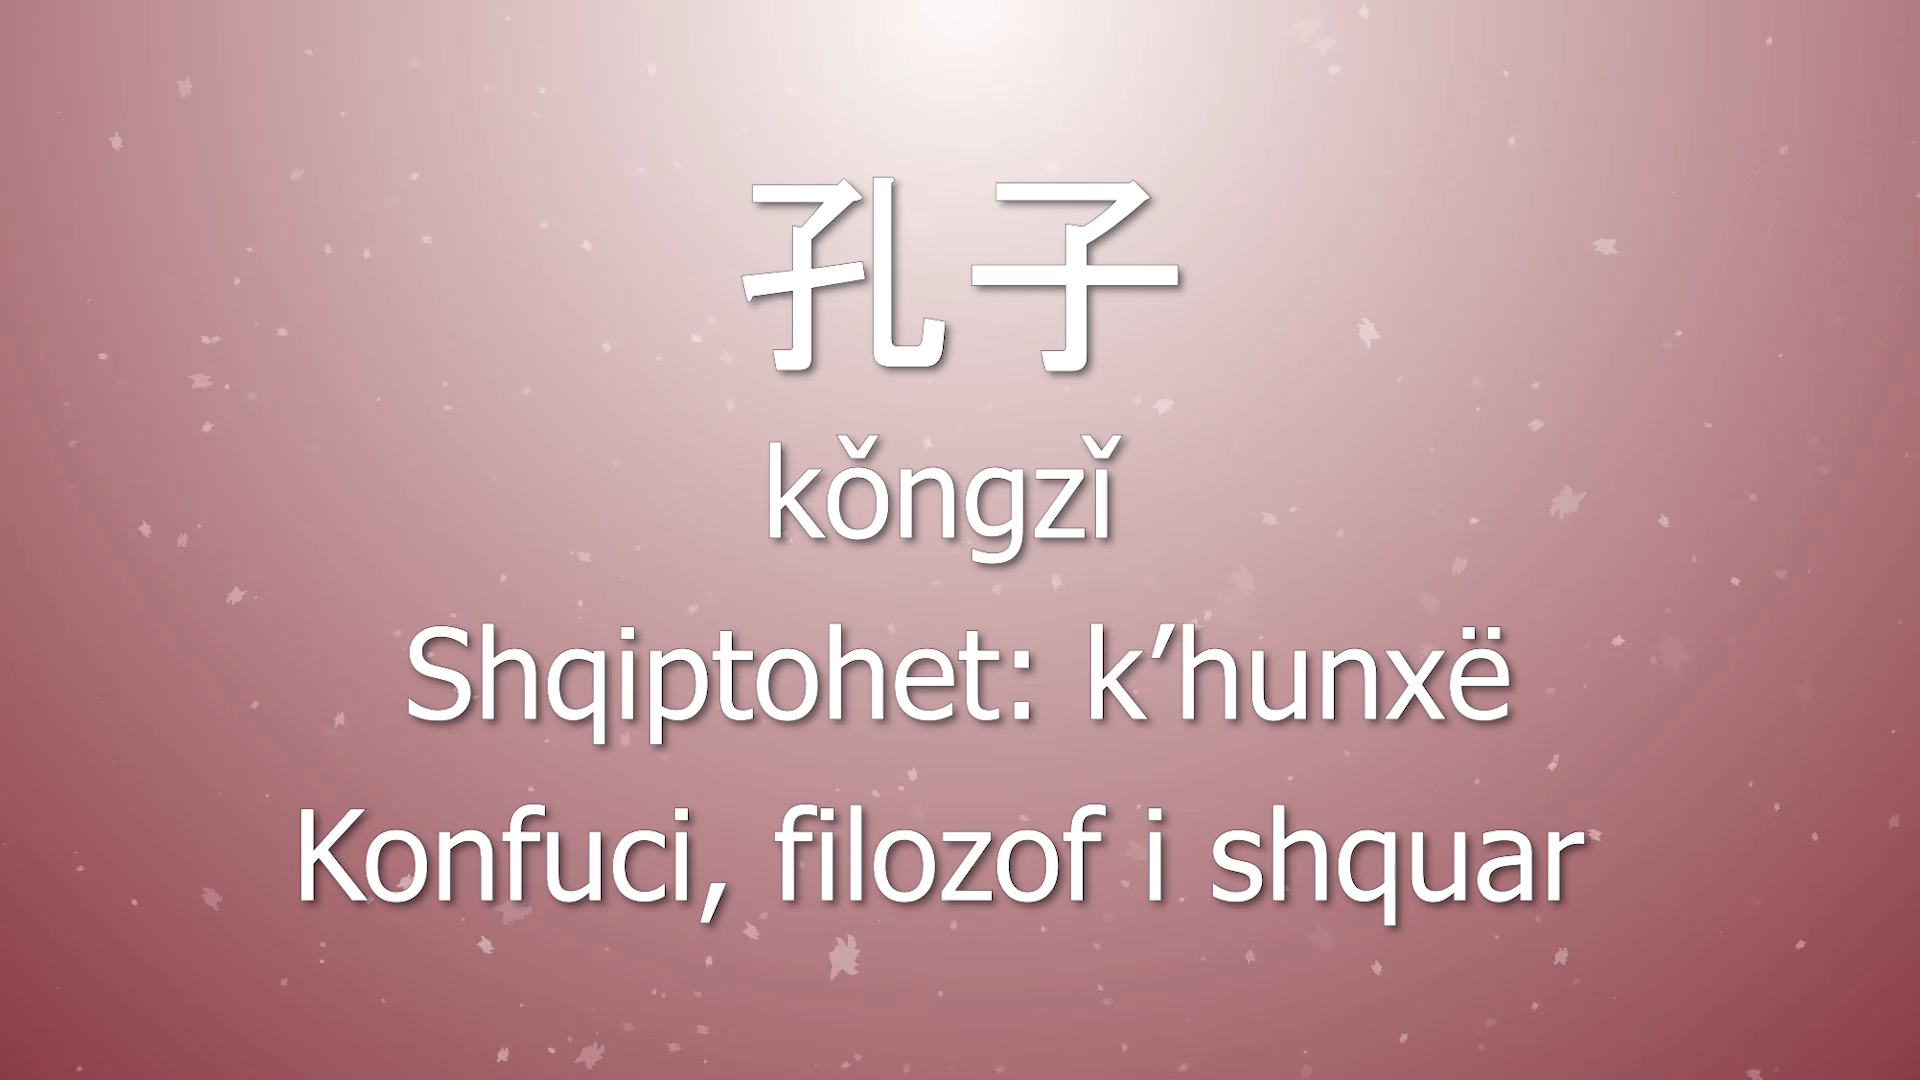 孔子
kǒngzǐ
Shqiptohet: k’hunxë
Konfuci, filozof i shquar